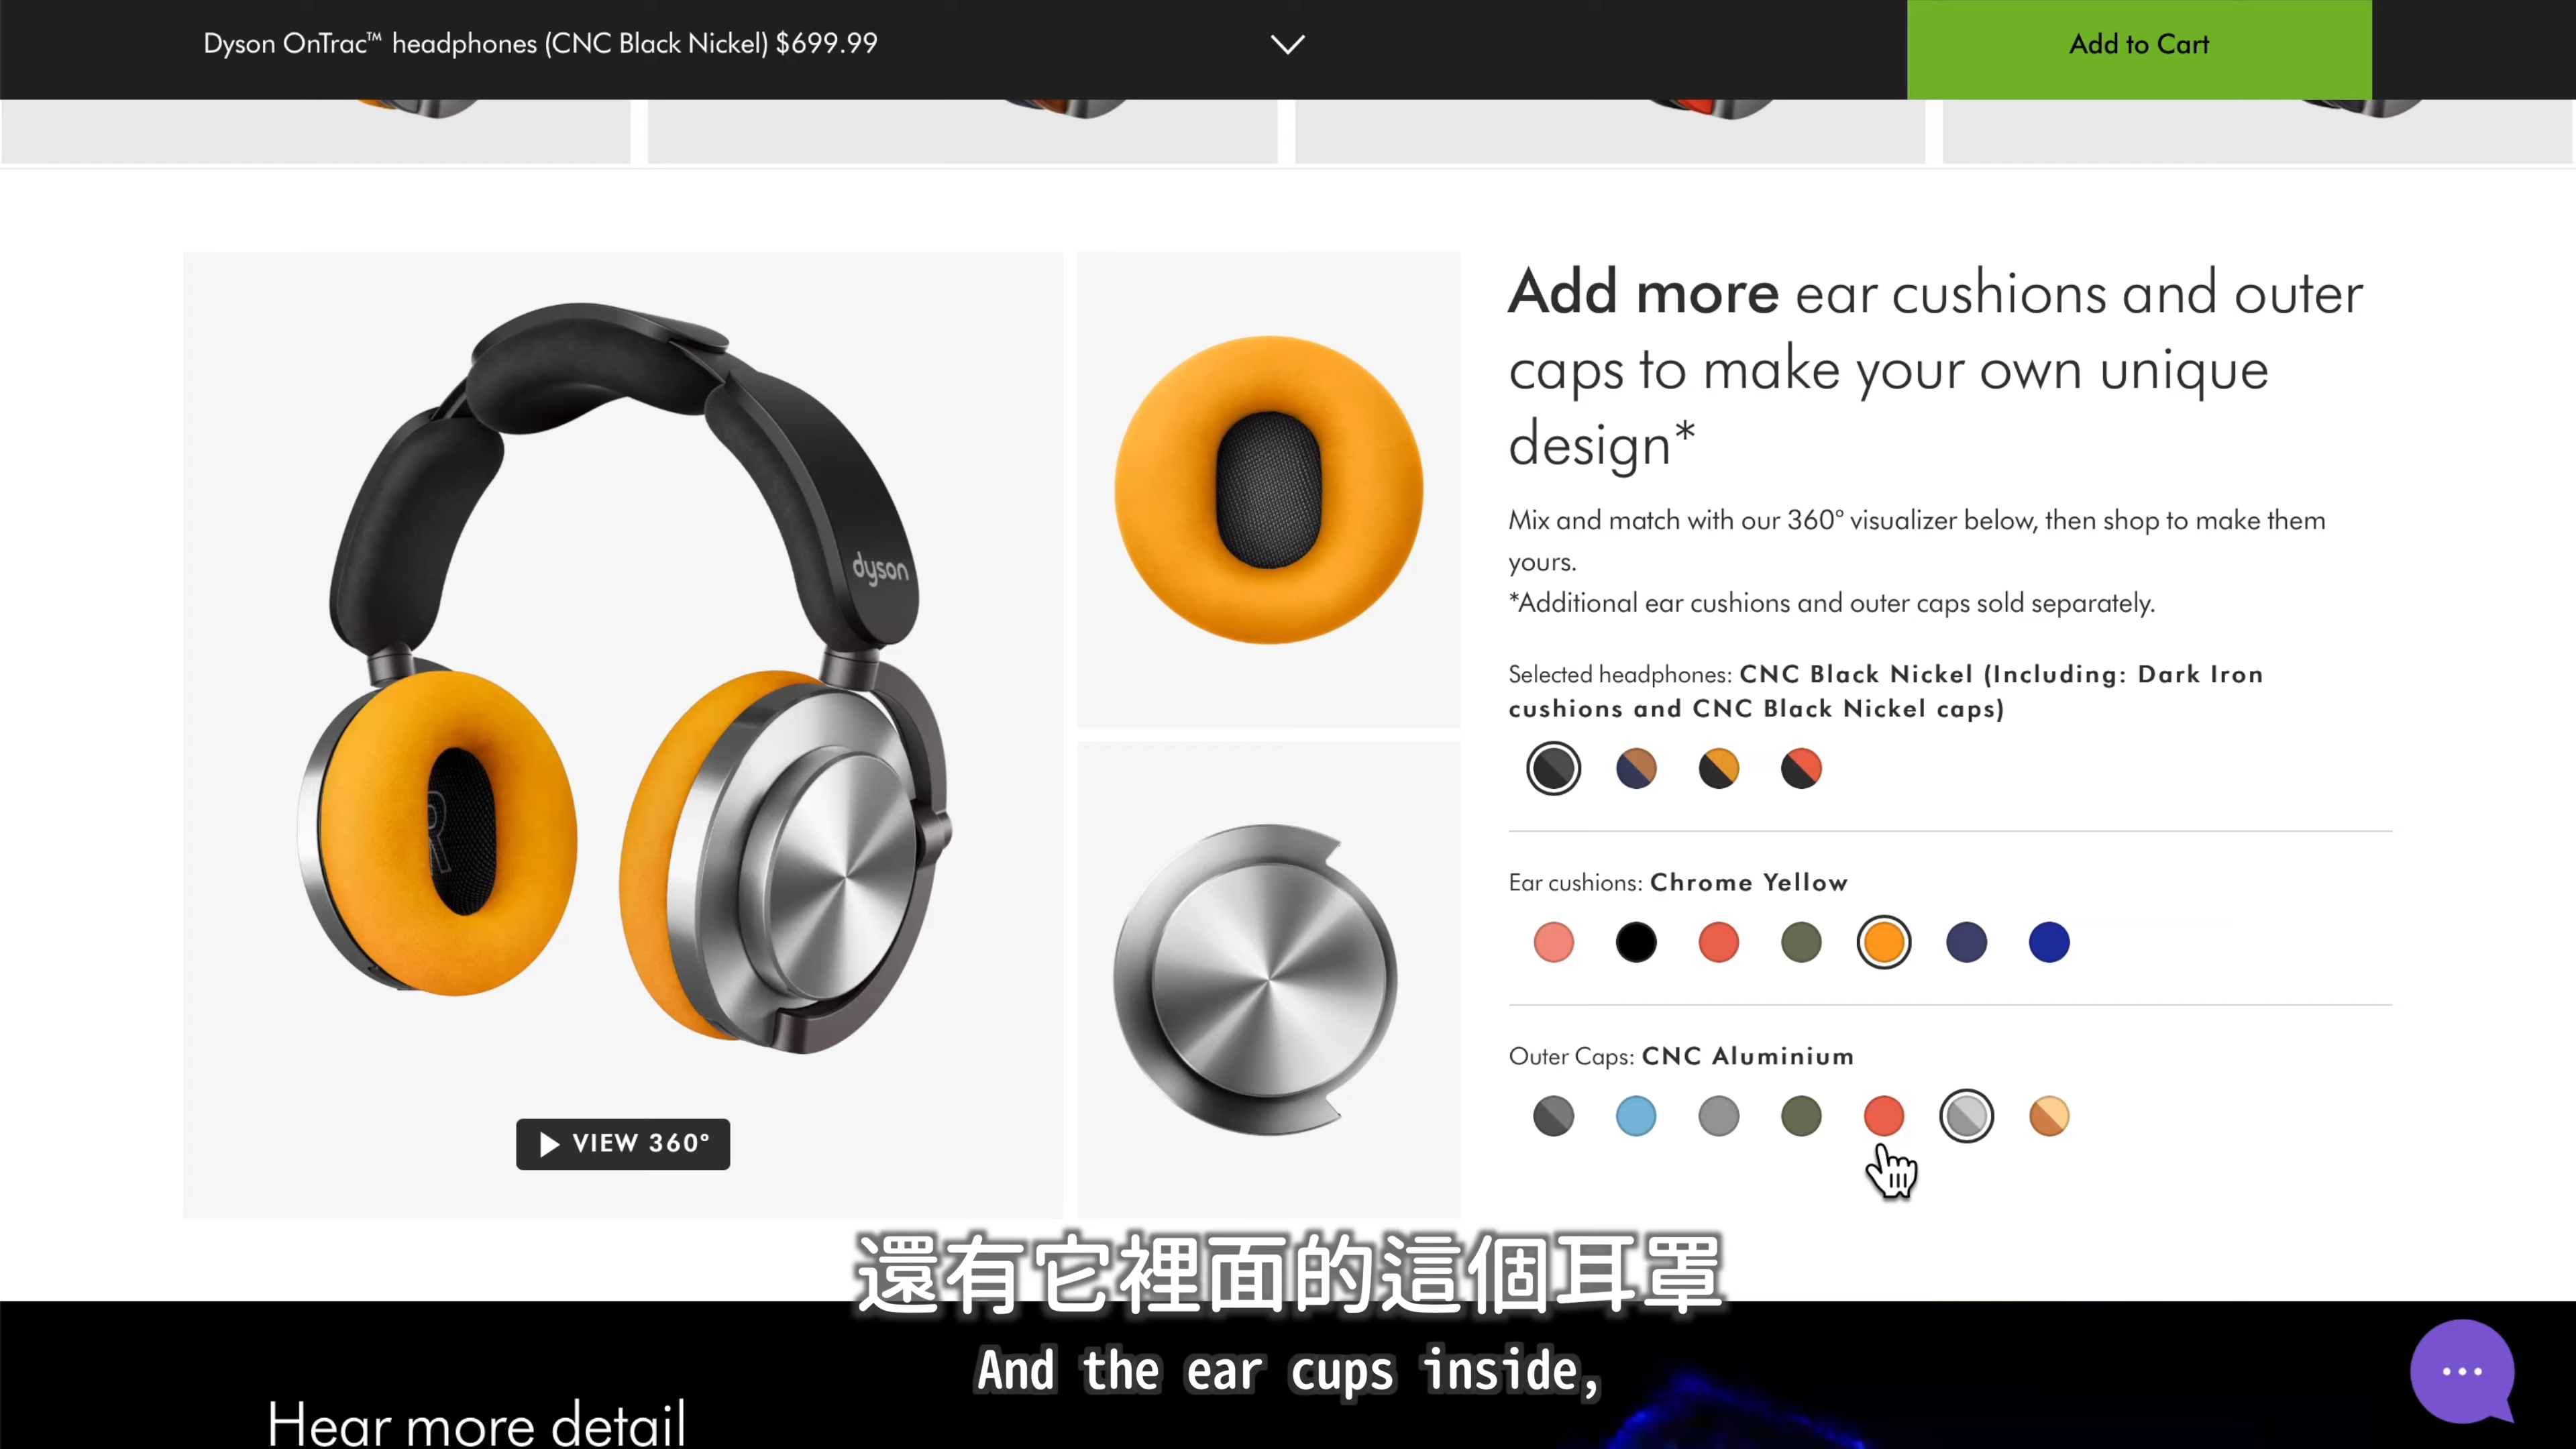 Dyson OnTrac™ headphones (CNC Black Nickel) $699.99
Add to Cart
dyson
R
VIEW 360°
Add more ear cushions and outer
caps to make your own unique
design*
Mix and match with our 360° visualizer below, then shop to make them
yours.
*Additional ear cushions and outer caps sold separately.
Selected headphones: CNC Black Nickel (Including: Dark Iron
cushions and CNC Black Nickel caps)
Ear cushions: Chrome Yellow
Outer Caps: CNC Aluminium
還有它裡面的這個耳罩
And the ear cups inside,
Hear more detail